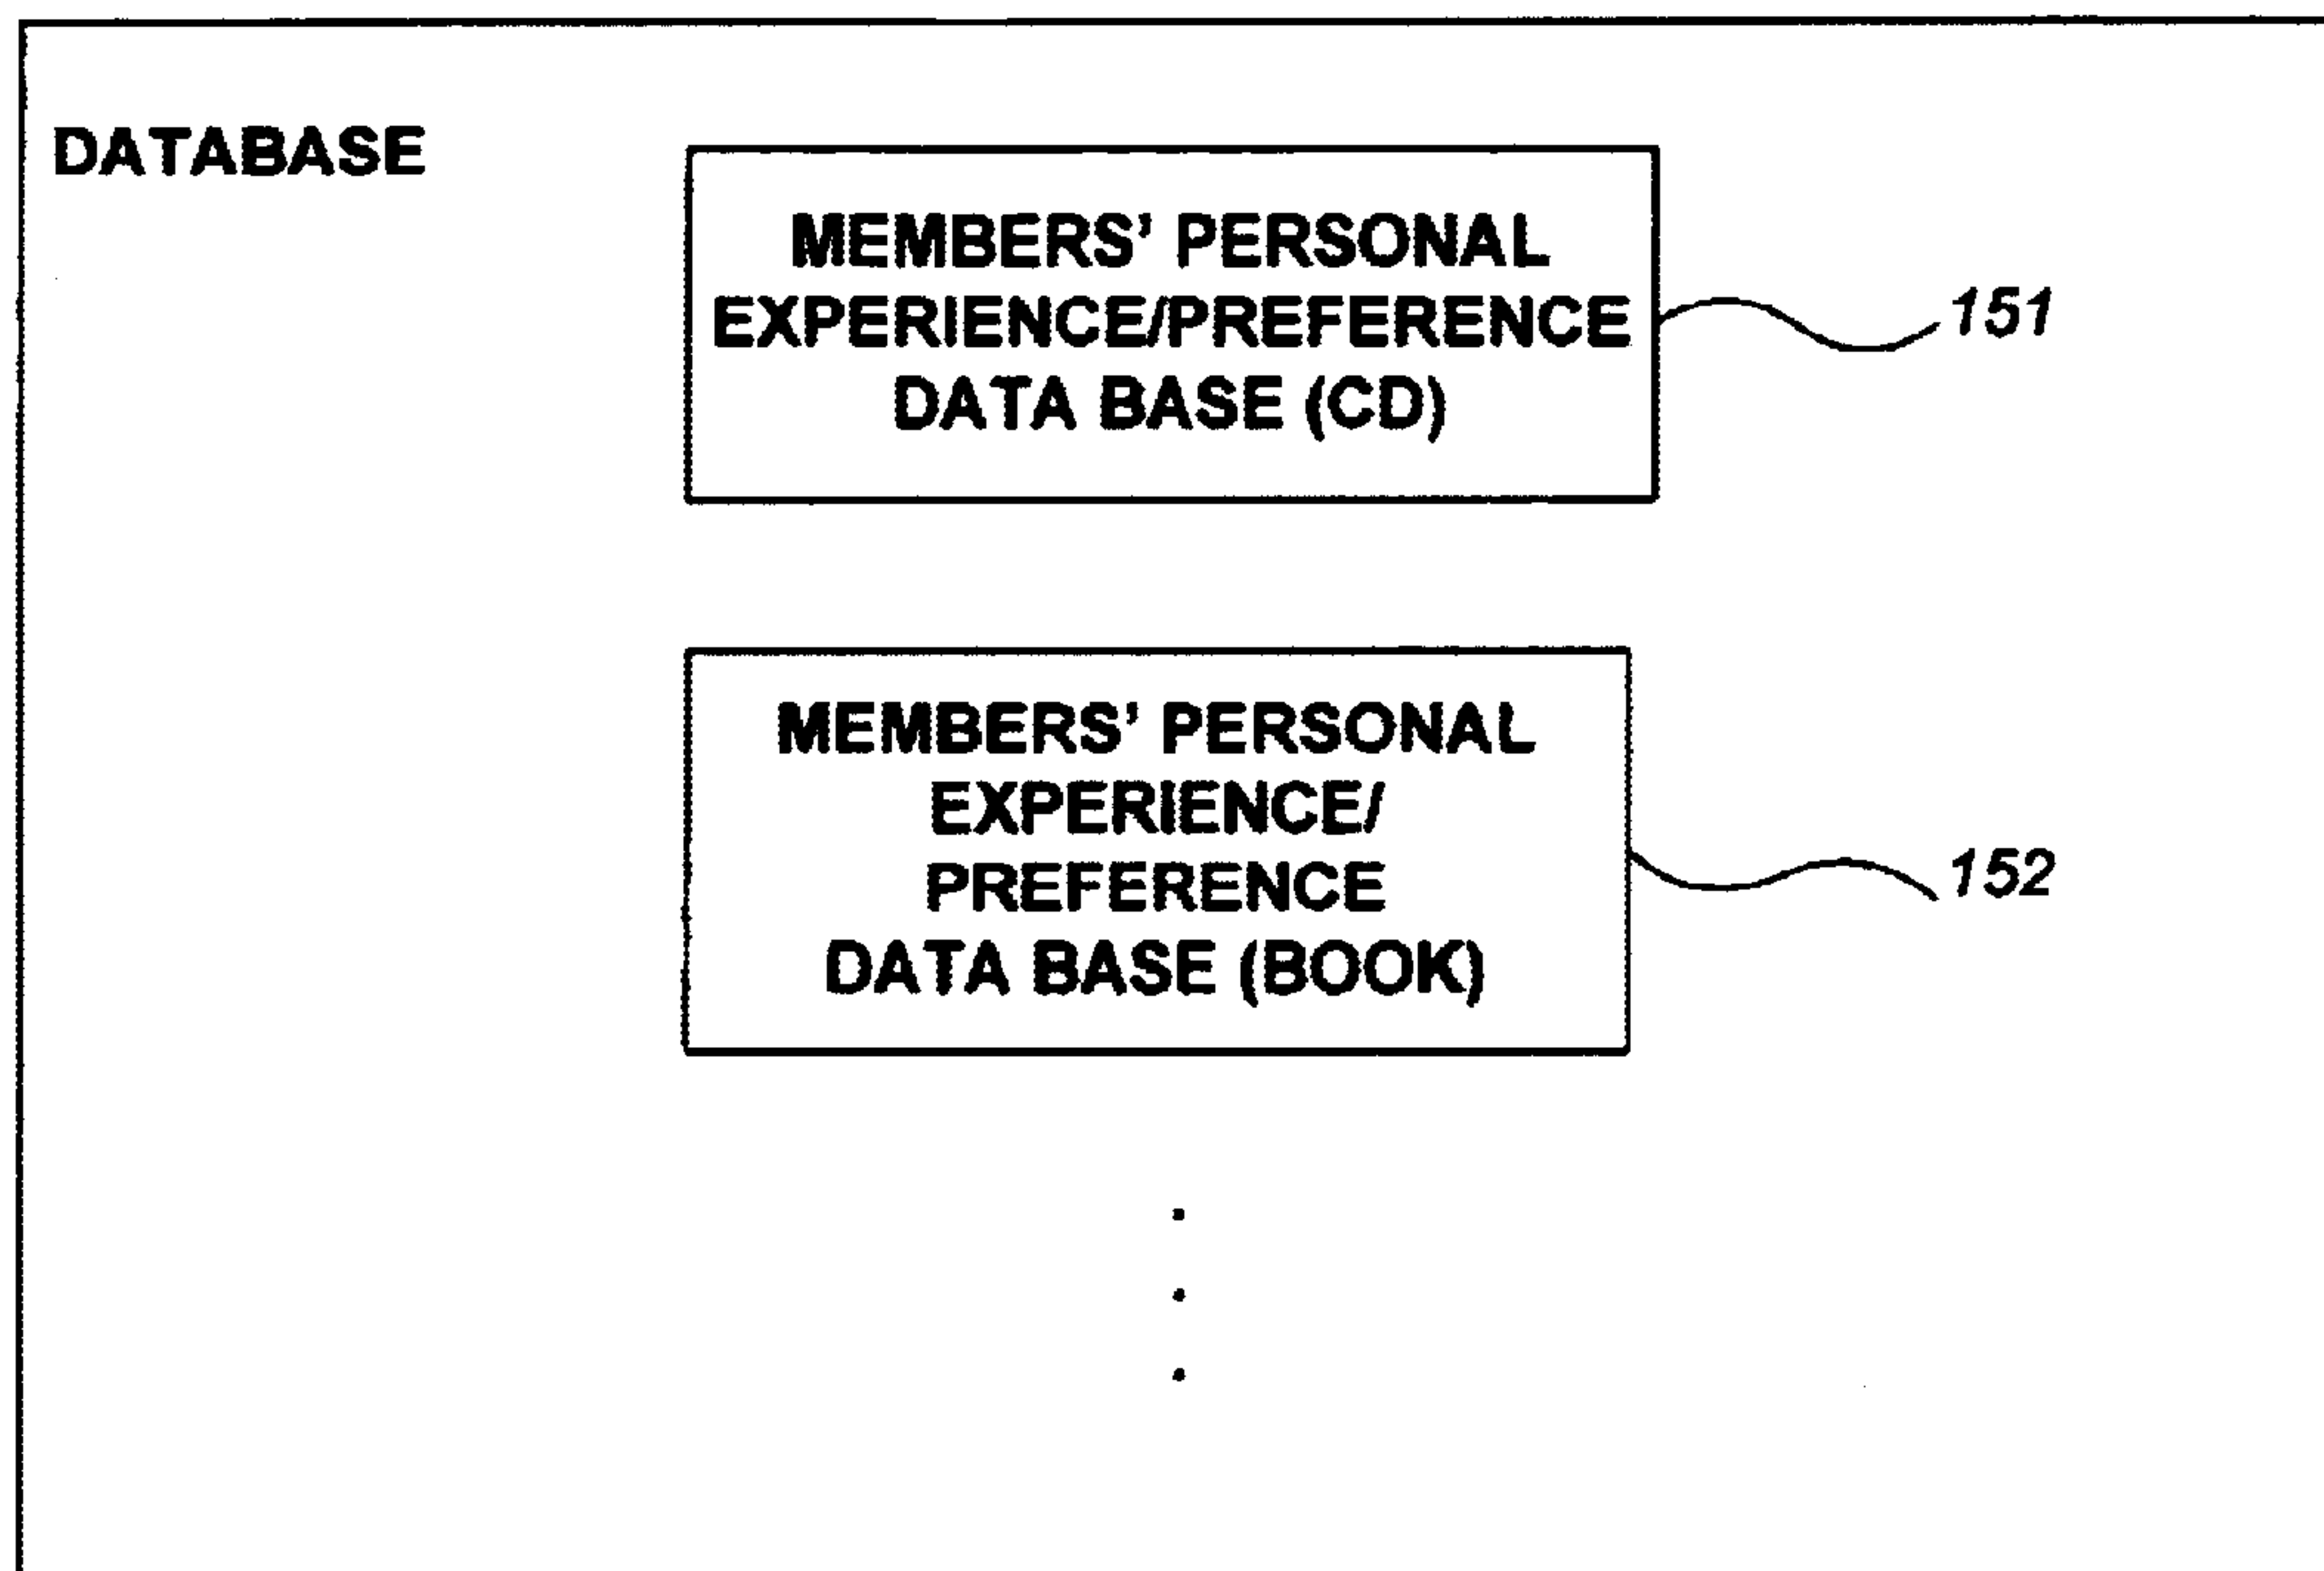 DATABASE
MEMBERS' PERSONAL
EXPERIENCE/PREFERENCE
DATA BASE (CD)
151
MEMBERS' PERSONAL
EXPERIENCE/
PREFERENCE
DATA BASE (BOOK)
152